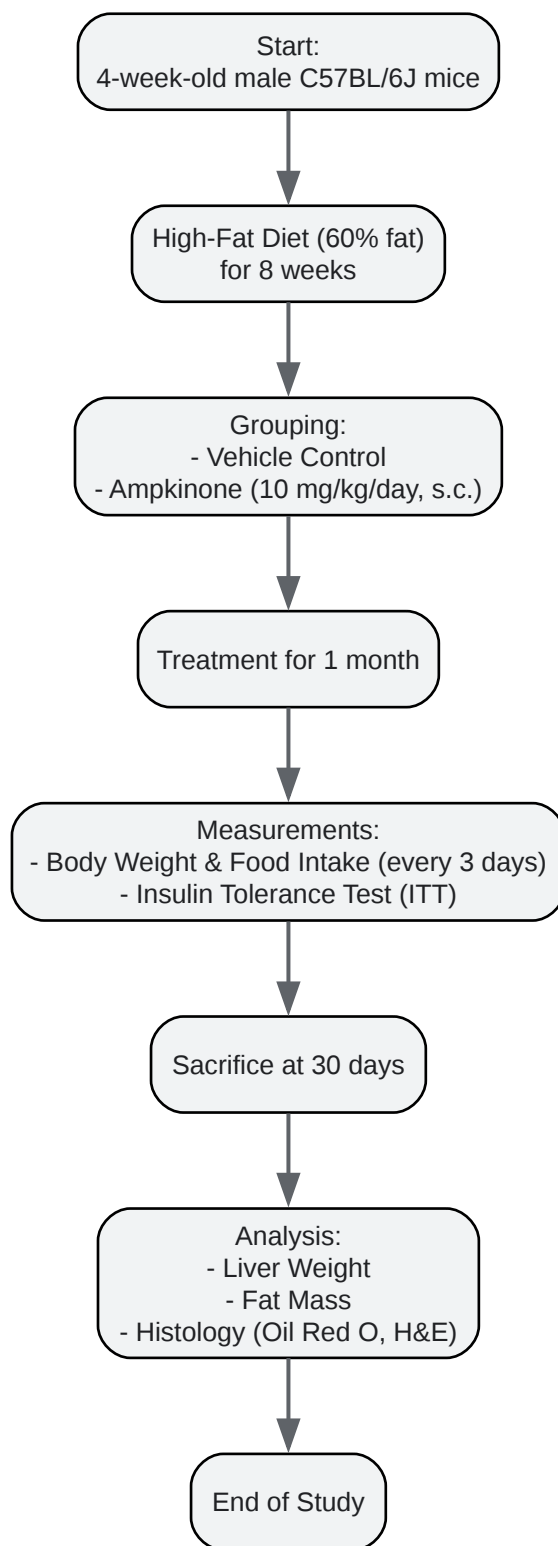 Start:
4-week-old male C57BL/6J mice
High-Fat Diet (60% fat)
for 8 weeks
Grouping:
- Vehicle Control
- Ampkinone (10 mg/kg/day, s.c.)
Treatment for 1 month
Measurements:
- Body Weight & Food Intake (every 3 days)
- Insulin Tolerance Test (ITT)
Sacrifice at 30 days
Analysis:
- Liver Weight
- Fat Mass
- Histology (Oil Red O, H&E)
End of Study